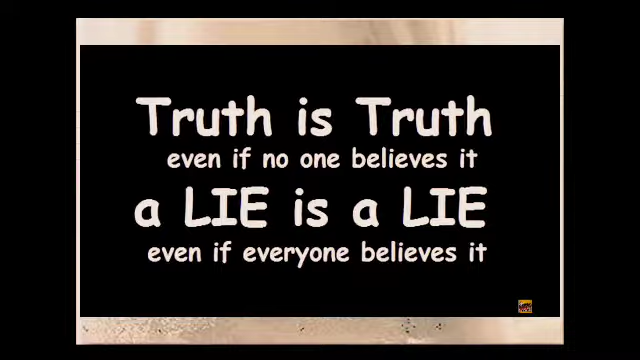 Truth is Truth
even if no one believes it
a LIE is a LIE
even if everyone believes it